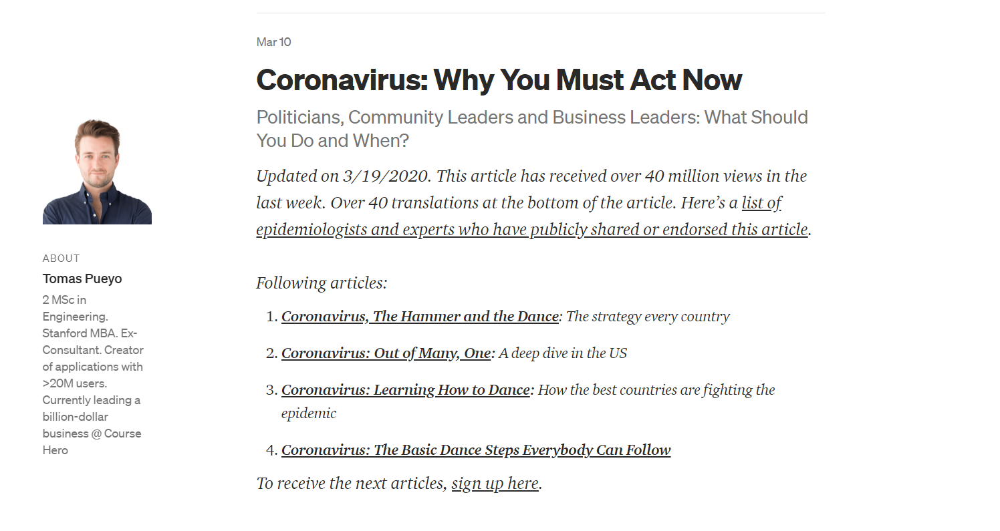 Mar 10
Coronavirus: Why You Must Act Now
Politicians, Community Leaders and Business Leaders: What Should
You Do and When?
Updated on 3/19/2020. This article has received over 40 million views in the
last week. Over 40 translations at the bottom of the article. Here’s a list of
epidemiologists and experts who have publicly shared or endorsed this article.
Following articles:
1. Coronavirus, The Hammer and the Dance: The strategy every country
2. Coronavirus: Out of Many, One: A deep dive in the US
3. Coronavirus: Learning How to Dance: How the best countries are fighting the
epidemic
4. Coronavirus: The Basic Dance Steps Everybody Can Follow
To receive the next articles, sign up here.
ABOUT
Tomas Pueyo
2 MSc in
Engineering.
Stanford MBA. Ex-
Consultant. Creator
of applications with
>20M users.
Currently leading a
billion-dollar
business @ Course
Hero